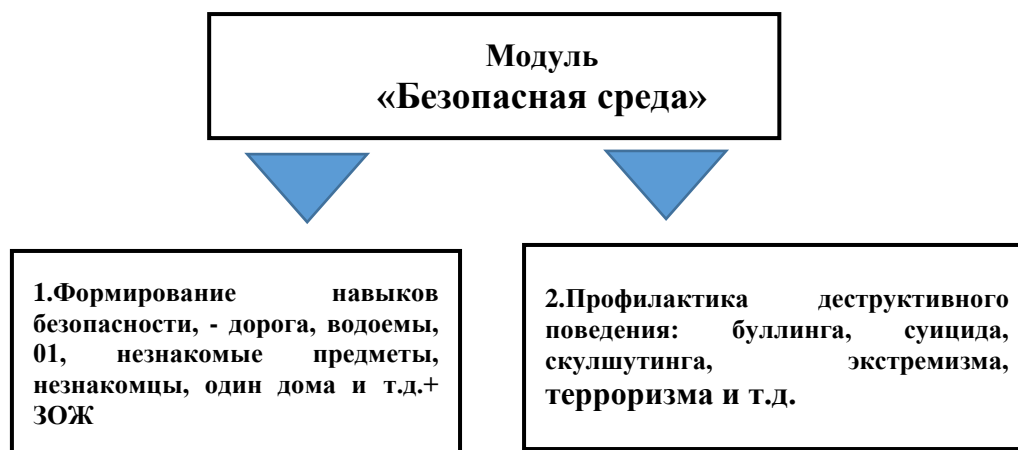 Модуль
«Безопасная среда»
1.Формирование навыков
безопасности, - дорога, водоемы,
01, незнакомые предметы,
незнакомцы, один дома и т.д.+
ЗОЖ
2.Профилактика деструктивного
поведения: буллинга, суицида,
скулшутинга, экстремизма,
терроризма и т.д.